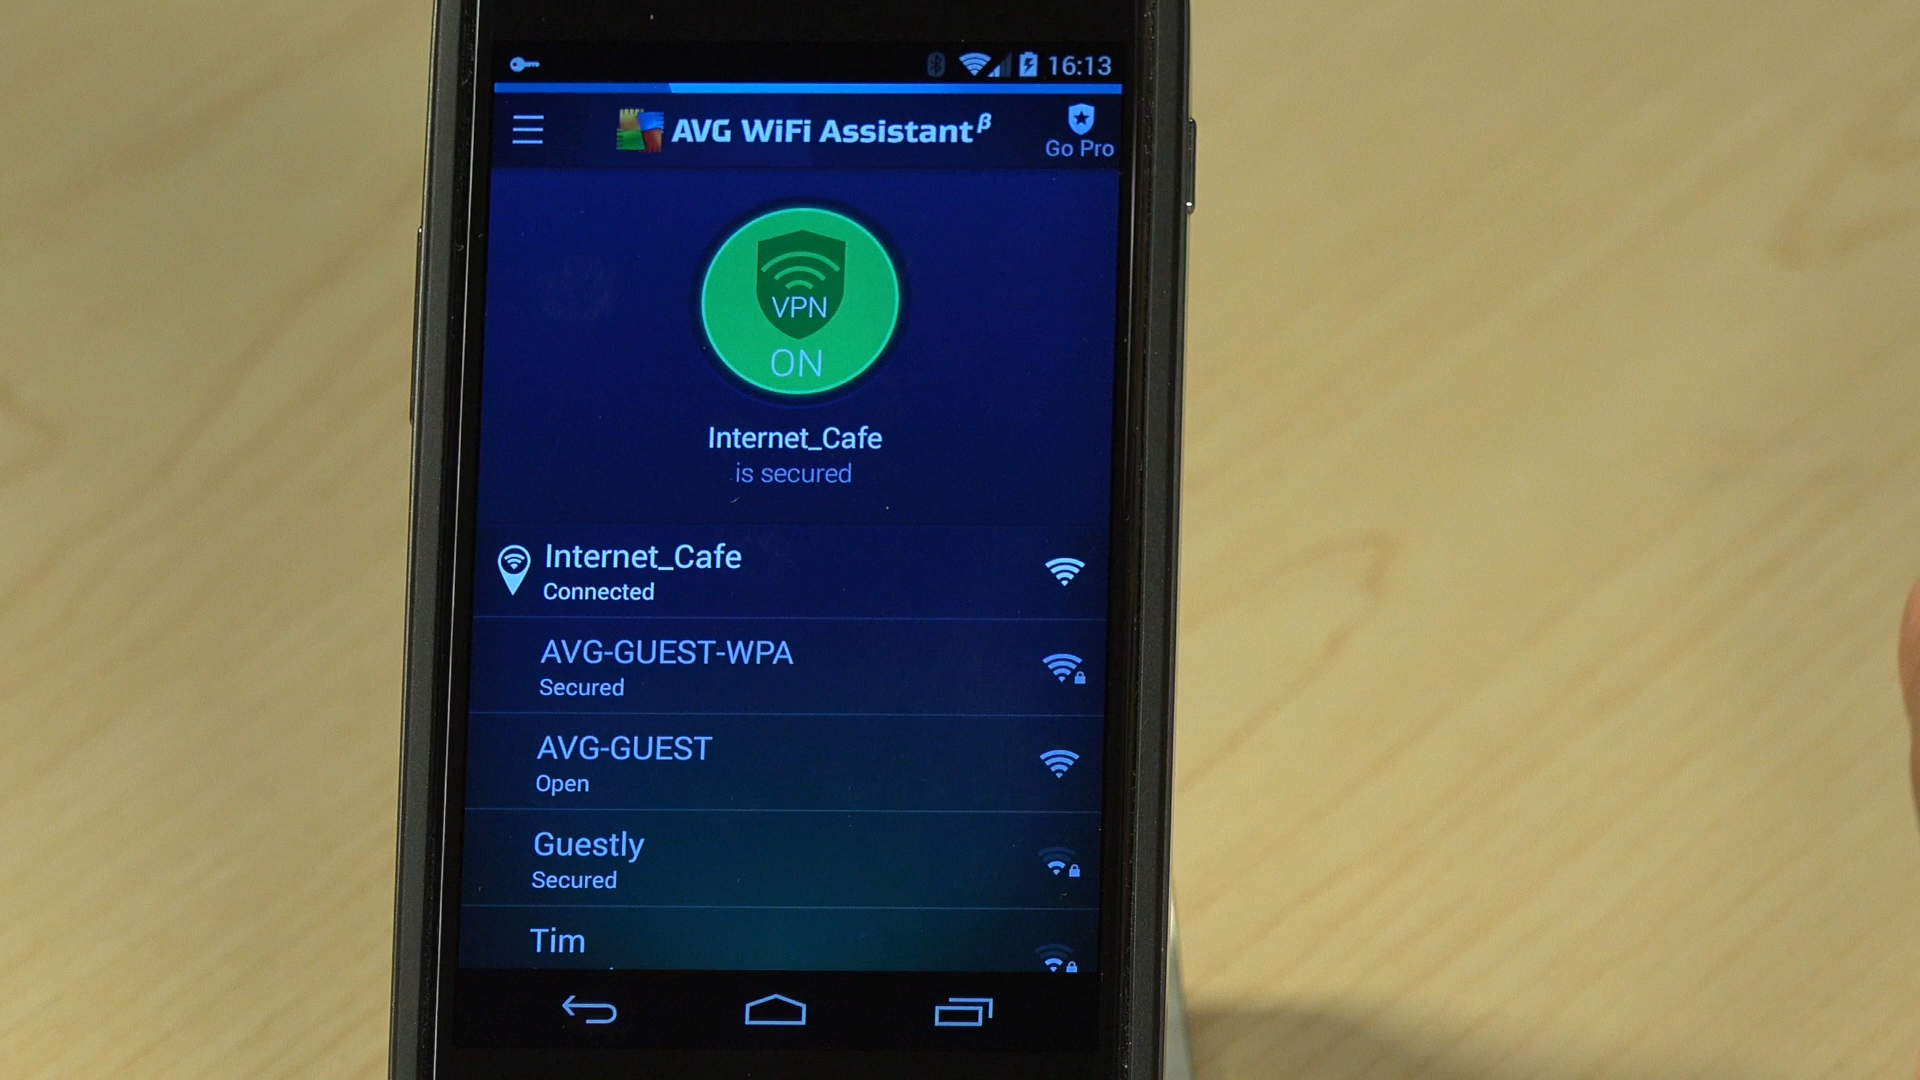 16:13
AVG WiFi Assistant β
Go Pro
VPN
ON
Internet_Cafe
is secured
Internet_Cafe
Connected
AVG-GUEST-WPA
Secured
AVG-GUEST
Open
Guestly
Secured
Tim